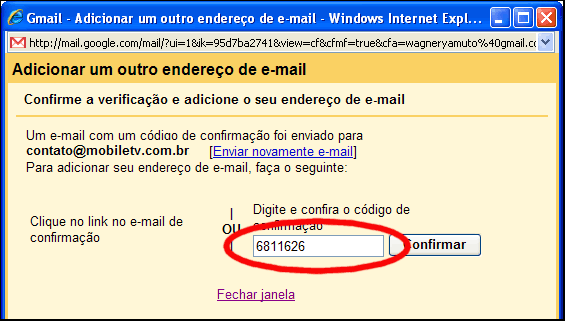 Gmail - Adicionar um outro endereço de e-mail - Windows Internet Expl...
http://mail.google.com/mail/?ui=1&ik=95d7ba2741&view=cf&cfmf=true&cfa=wagneryamuto%40gmail.co
Adicionar um outro endereço de e-mail
Confirme a verificação e adicione o seu endereço de e-mail
Um e-mail com um código de confirmação foi enviado para
contato@mobiletv.com.br [Enviar novamente e-mail]
Para adicionar seu endereço de e-mail, faça o seguinte:
Clique no link no e-mail de
confirmação
|
OU
|
Digite e confira o código de
confirmação
6811626 Confirmar
Fechar janela